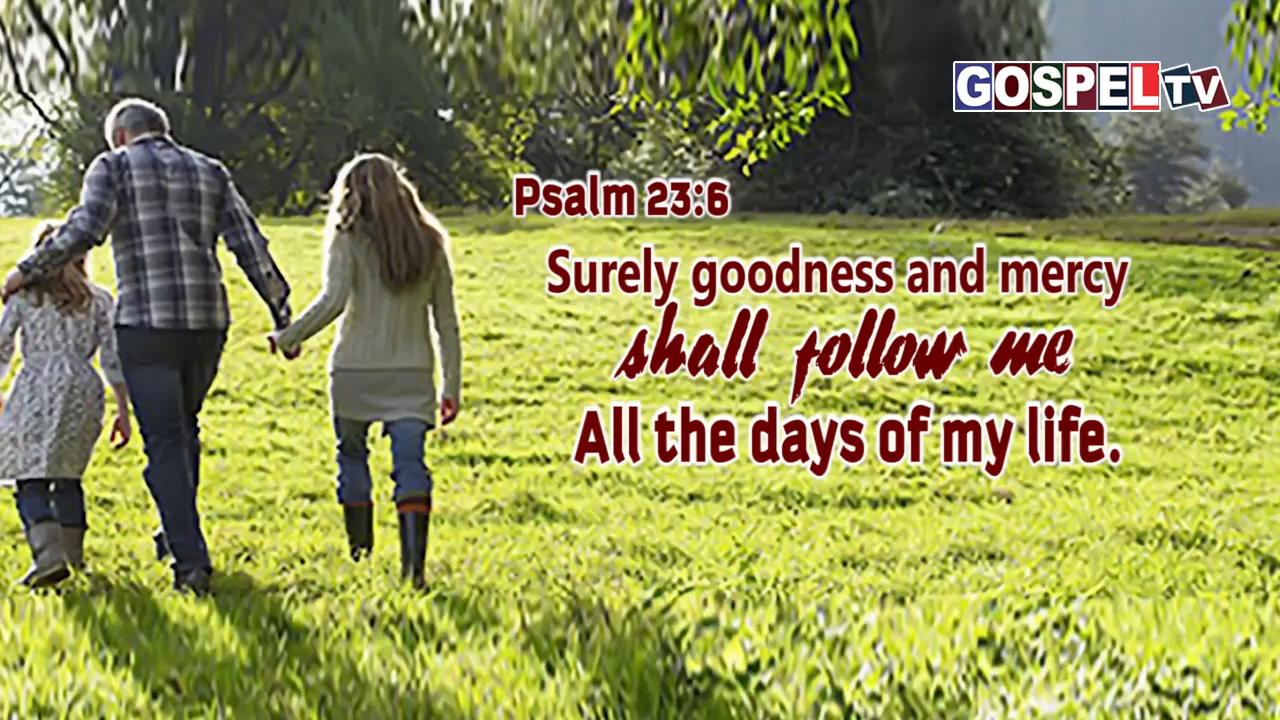 GOSPEL TV
Psalm 23:6
Surely goodness and mercy
shall follow me
All the days of my life.